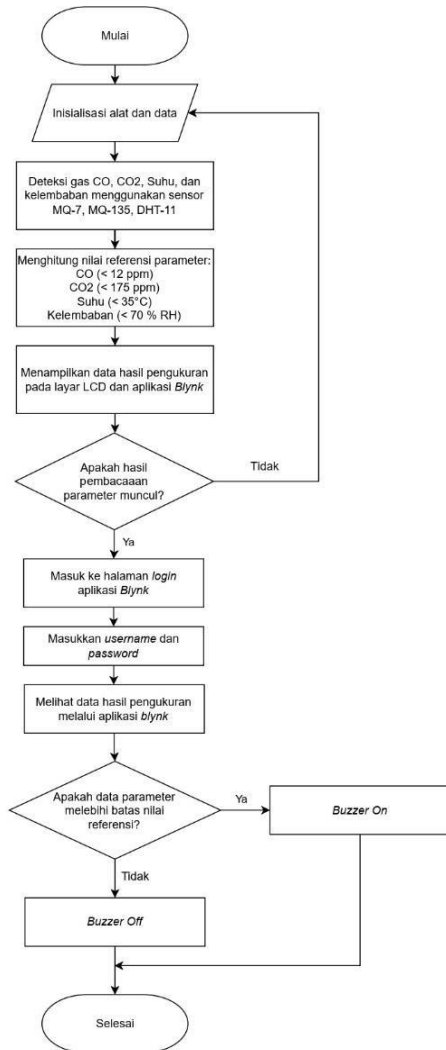 Mulai
Inisialisasi alat dan data
Deteksi gas CO, CO2, Suhu, dan
kelembaban menggunakan sensor
MQ-7, MQ-135, DHT-11
Menghitung nilai referensi parameter:
CO (< 12 ppm)
CO2 (< 175 ppm)
Suhu (< 35°C)
Kelembaban (< 70 % RH)
Menampilkan data hasil pengukuran
pada layar LCD dan aplikasi Blynk
Apakah hasil
pembacaaan
parameter muncul?
Tidak
Ya
Masuk ke halaman login
aplikasi Blynk
Masukkan username dan
password
Melihat data hasil pengukuran
melalui aplikasi blynk
Apakah data parameter
melebihi batas nilai
referensi?
Ya
Buzzer On
Tidak
Buzzer Off
Selesai